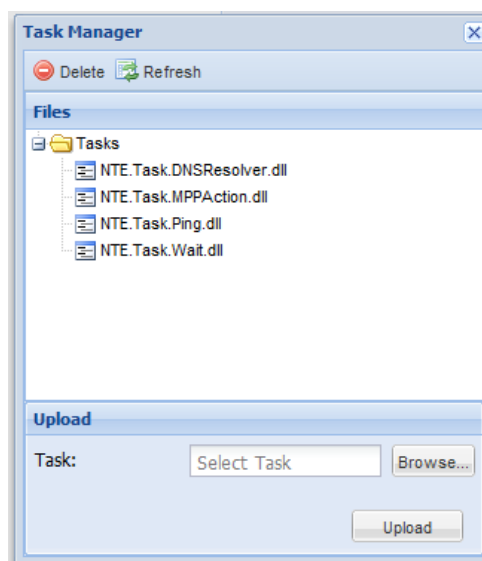 Task Manager
Delete Refresh
Files
Tasks
NTE.Task.DNSResolver.dll
NTE.Task.MPPAction.dll
NTE.Task.Ping.dll
NTE.Task.Wait.dll
Upload
Task: Select Task Browse...
Upload